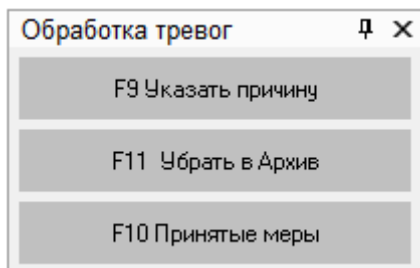 Обработка тревог
F9 Указать причину
F11 Убрать в Архив
F10 Принятые меры